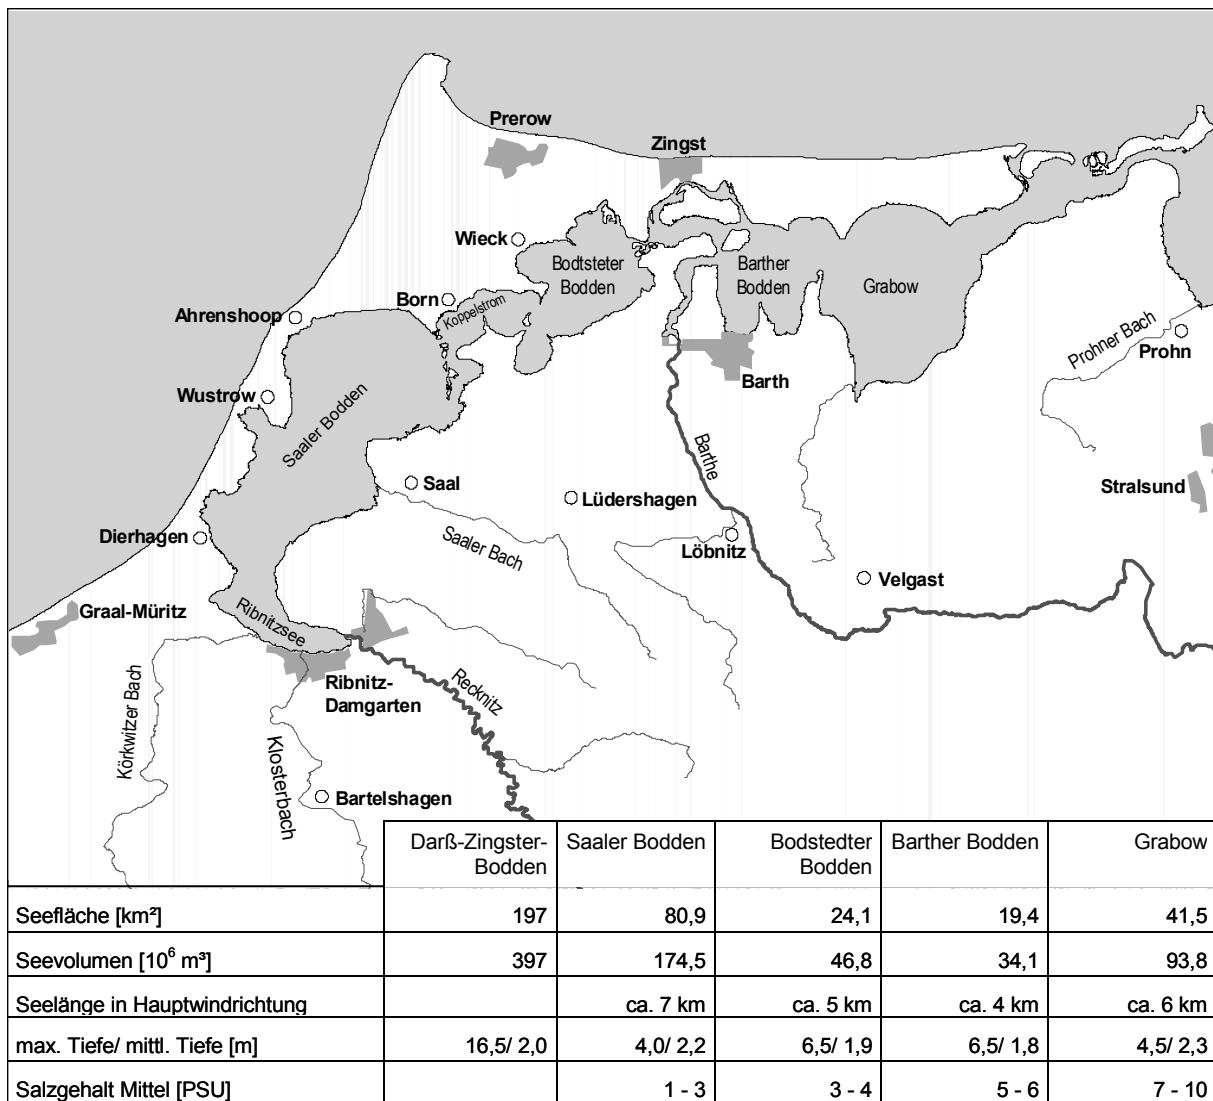 Prerow
Zingst
Wieck
Bodtsteter
Bodden
Barther
Bodden
Grabow
Born
Koppelstrom
Ahrenshoop
Prohner Bach
Prohn
Barth
Wustrow
Saaler Bodden
Barthe
Saal
Lüdershagen
Stralsund
Dierhagen
Saaler Bach
Löbnitz
Velgast
Graal-Müritz
Ribnitzsee
Ribnitz-
Damgarten
Recknitz
Körkwitzer Bach
Klosterbach
Bartelshagen
Darß-Zingster-
Bodden
Saaler Bodden
Bodstedter
Bodden
Barther Bodden
Grabow
Seefläche [km²] 197 80,9 24,1 19,4 41,5
Seevolumen [10⁶ m³] 397 174,5 46,8 34,1 93,8
Seelänge in Hauptwindrichtung ca. 7 km ca. 5 km ca. 4 km ca. 6 km
max. Tiefe/ mittl. Tiefe [m] 16,5/ 2,0 4,0/ 2,2 6,5/ 1,9 6,5/ 1,8 4,5/ 2,3
Salzgehalt Mittel [PSU] 1 - 3 3 - 4 5 - 6 7 - 10